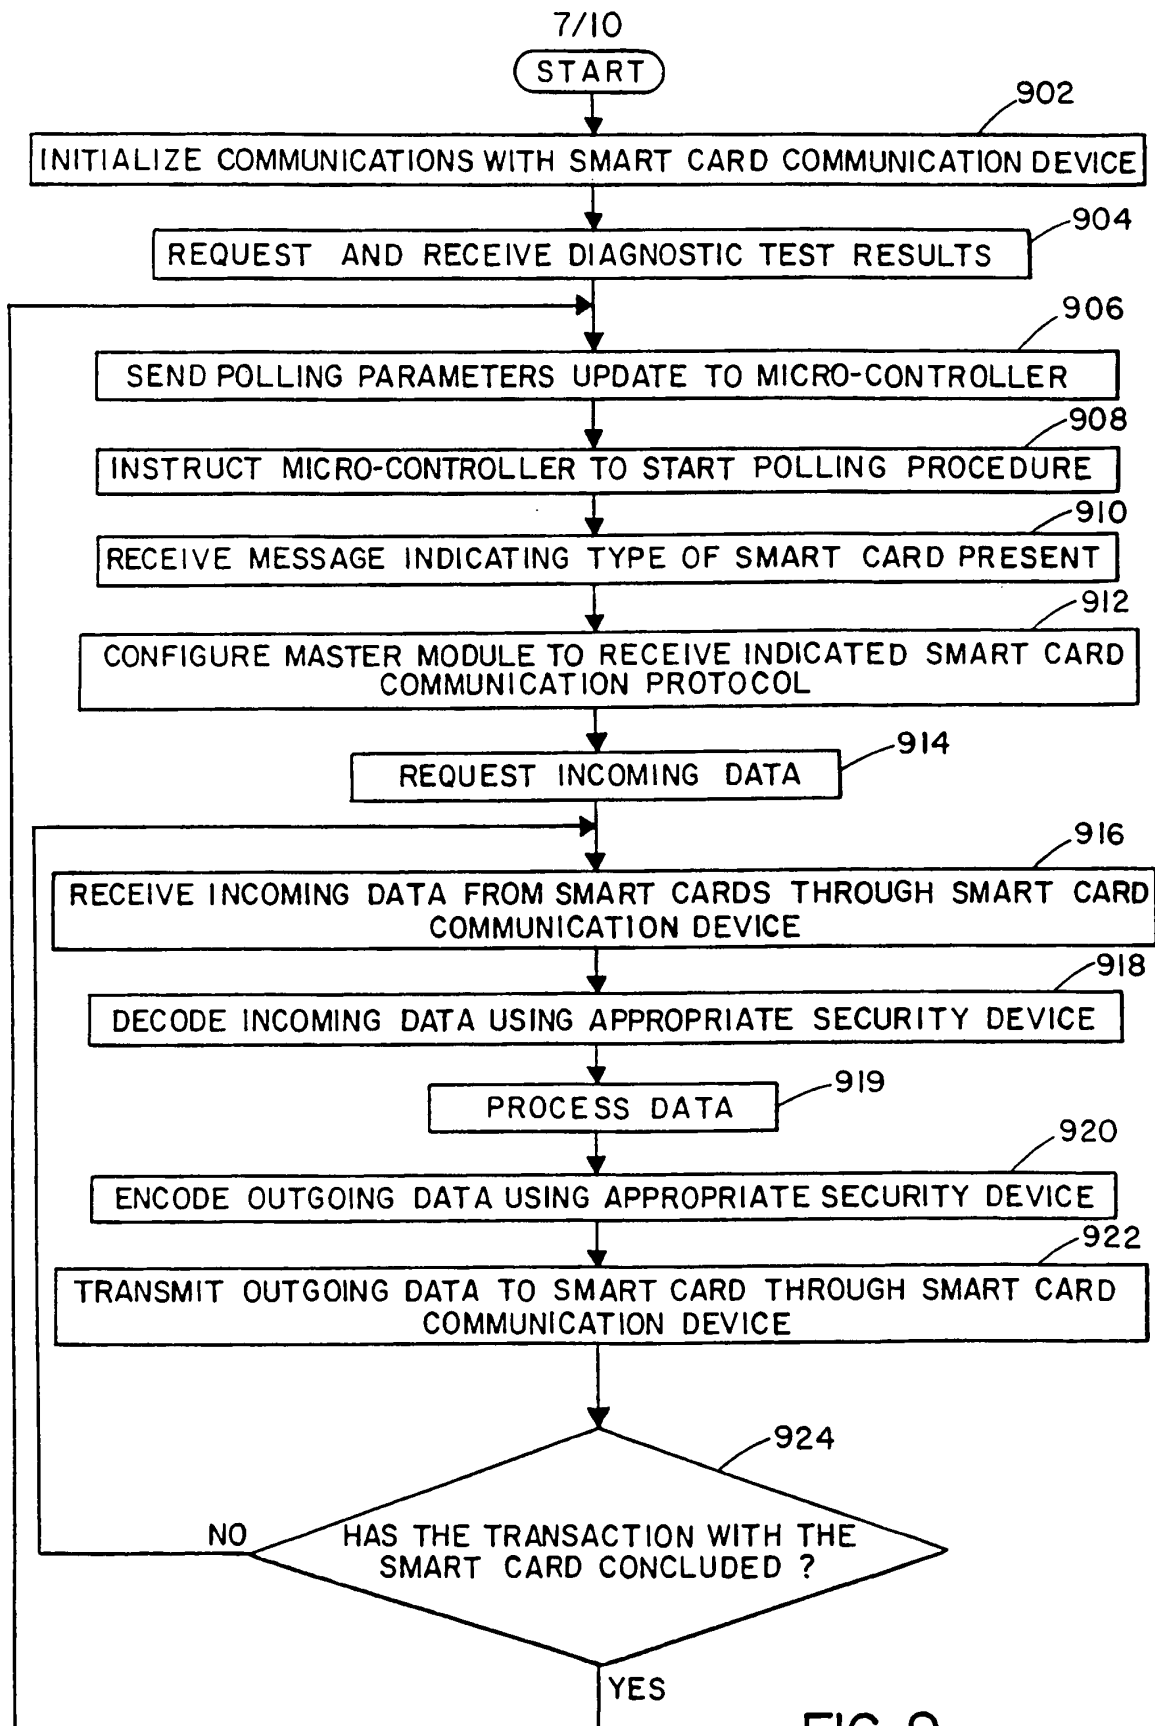 7/10
START
902
INITIALIZE COMMUNICATIONS WITH SMART CARD COMMUNICATION DEVICE
904
REQUEST AND RECEIVE DIAGNOSTIC TEST RESULTS
906
SEND POLLING PARAMETERS UPDATE TO MICRO-CONTROLLER
908
INSTRUCT MICRO-CONTROLLER TO START POLLING PROCEDURE
910
RECEIVE MESSAGE INDICATING TYPE OF SMART CARD PRESENT
912
CONFIGURE MASTER MODULE TO RECEIVE INDICATED SMART CARD
COMMUNICATION PROTOCOL
914
REQUEST INCOMING DATA
916
RECEIVE INCOMING DATA FROM SMART CARDS THROUGH SMART CARD
COMMUNICATION DEVICE
918
DECODE INCOMING DATA USING APPROPRIATE SECURITY DEVICE
919
PROCESS DATA
920
ENCODE OUTGOING DATA USING APPROPRIATE SECURITY DEVICE
922
TRANSMIT OUTGOING DATA TO SMART CARD THROUGH SMART CARD
COMMUNICATION DEVICE
924
NO
HAS THE TRANSACTION WITH THE
SMART CARD CONCLUDED ?
YES
FIG. 9